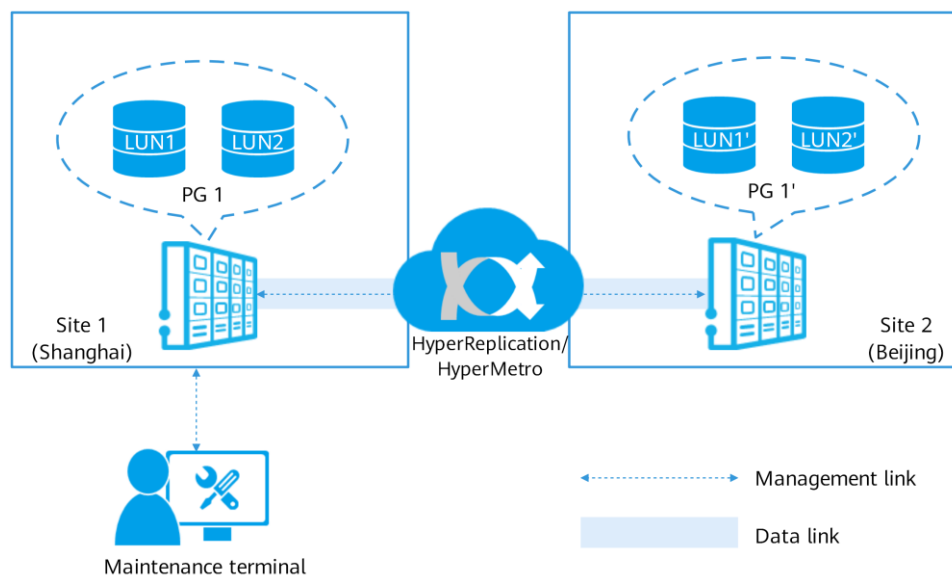 LUN1
LUN2
PG 1
LUN1'
LUN2'
PG 1'
Site 1
(Shanghai)
HyperReplication/
HyperMetro
Site 2
(Beijing)
Maintenance terminal
Management link
Data link